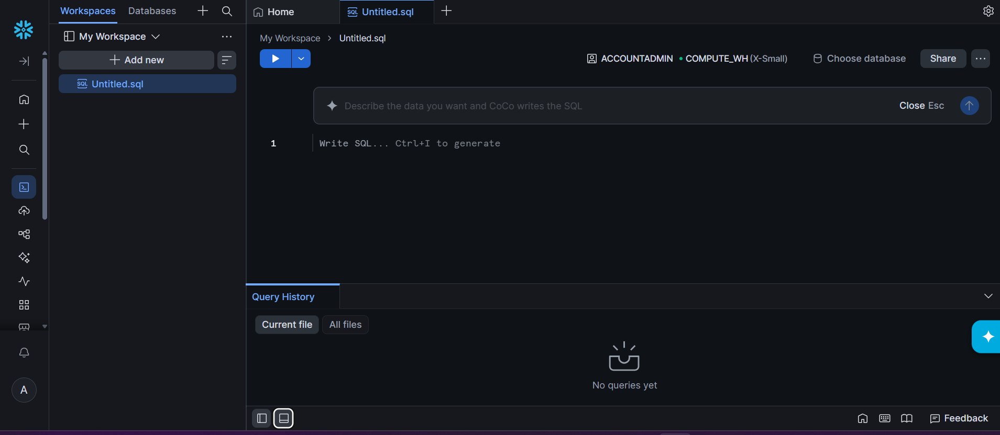 Workspaces Databases
Home
Untitled.sql
My Workspace
Add new
Untitled.sql
My Workspace > Untitled.sql
ACCOUNTADMIN COMPUTE_WH (X-Small)
Choose database
Share
Describe the data you want and CoCo writes the SQL
Close Esc
1 Write SQL... Ctrl+I to generate
Query History
Current file All files
No queries yet
A
Feedback